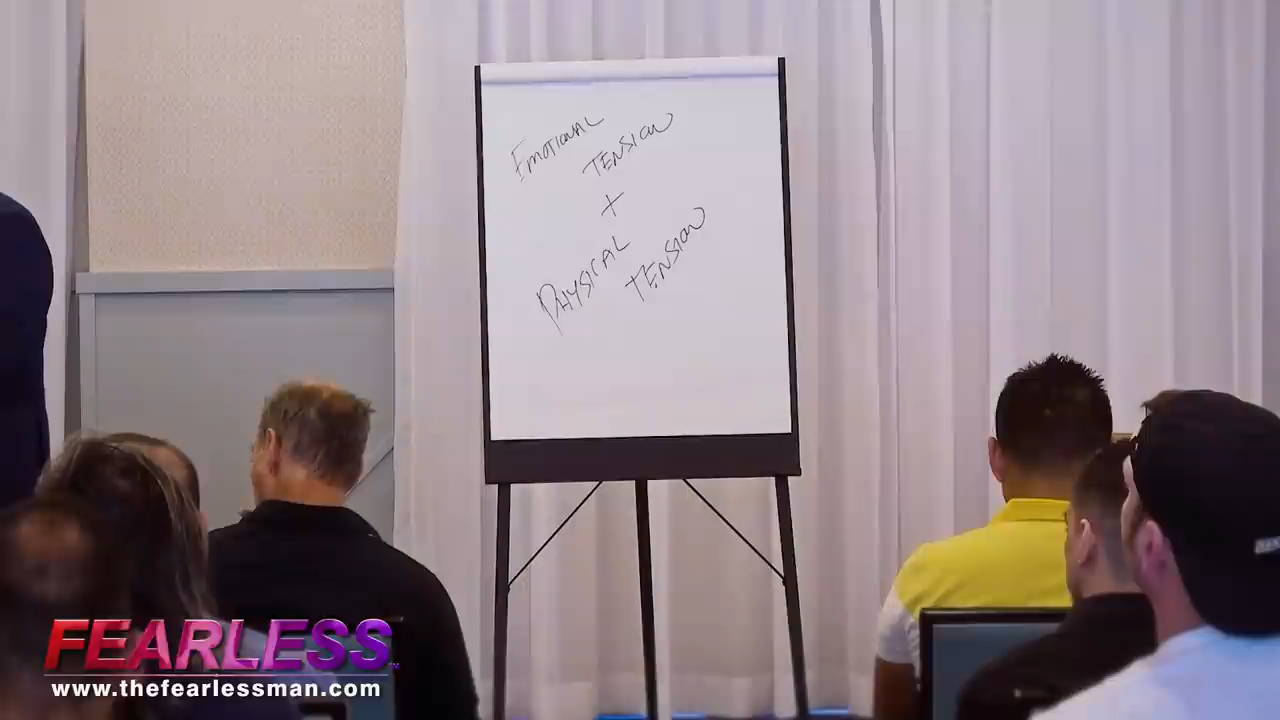 EMOTIONAL
TENSION
+
PHYSICAL
TENSION
FEARLESS
www.thefearlessman.com